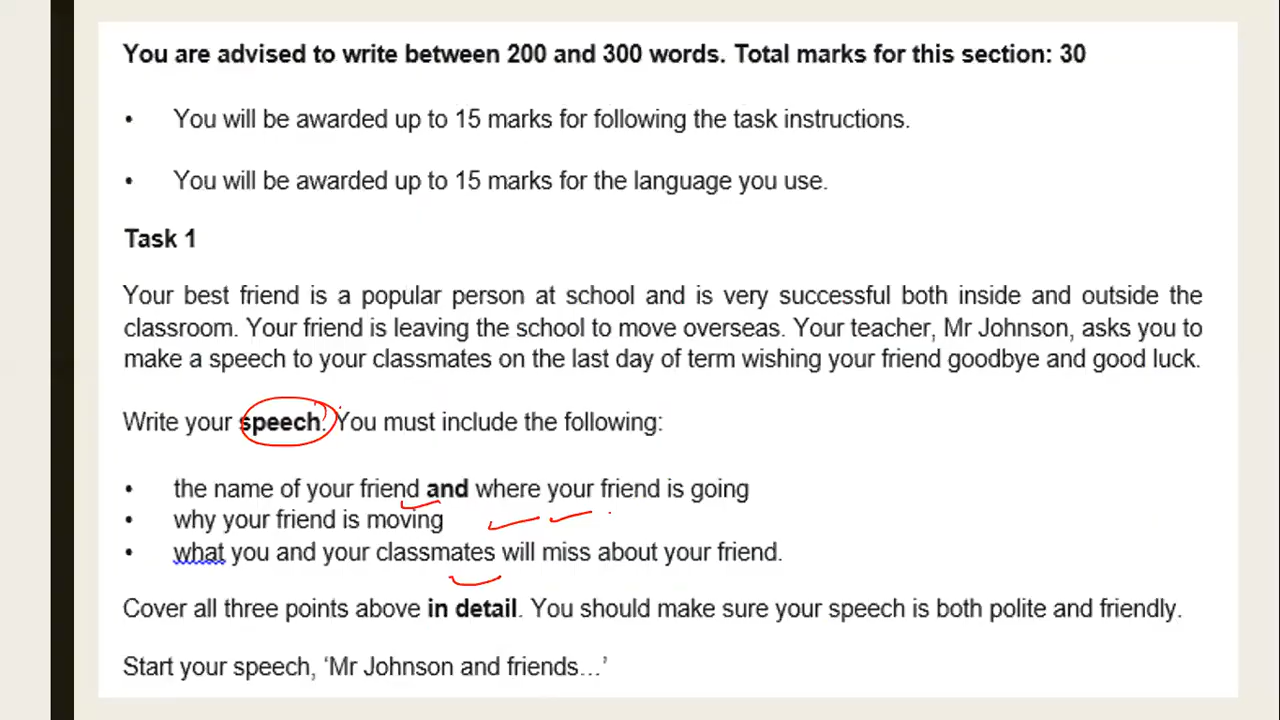 You are advised to write between 200 and 300 words. Total marks for this section: 30
• You will be awarded up to 15 marks for following the task instructions.
• You will be awarded up to 15 marks for the language you use.
Task 1
Your best friend is a popular person at school and is very successful both inside and outside the
classroom. Your friend is leaving the school to move overseas. Your teacher, Mr Johnson, asks you to
make a speech to your classmates on the last day of term wishing your friend goodbye and good luck.
Write your speech. You must include the following:
• the name of your friend and where your friend is going
• why your friend is moving
• what you and your classmates will miss about your friend.
Cover all three points above in detail. You should make sure your speech is both polite and friendly.
Start your speech, ‘Mr Johnson and friends…’